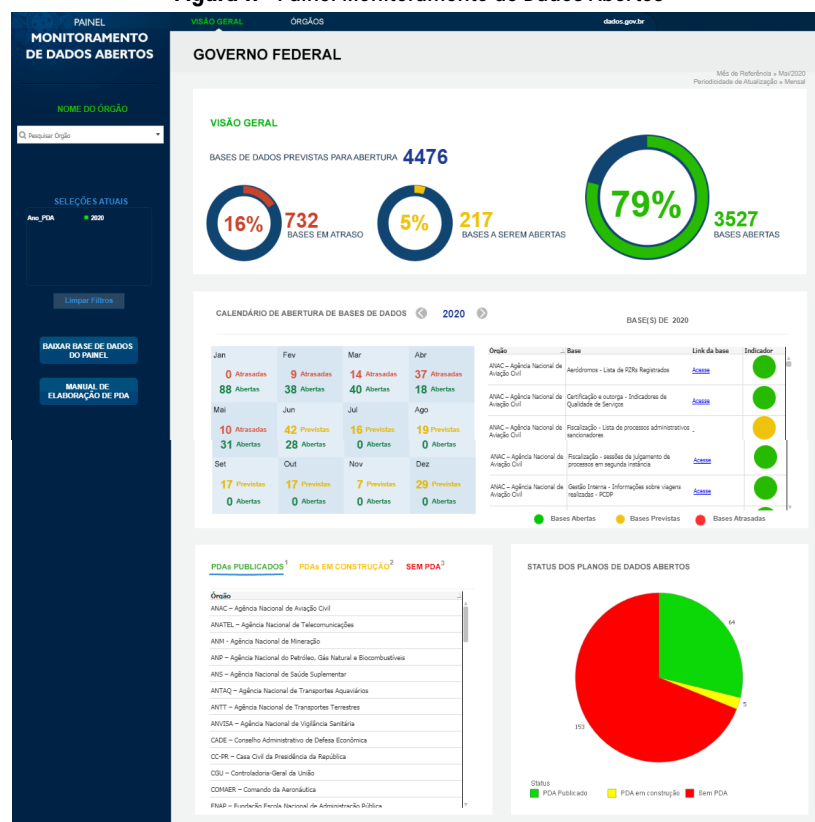 Painel Monitoramento de Dados Abertos
PAINEL
MONITORAMENTO
DE DADOS ABERTOS
VISÃO GERAL
ÓRGÃOS
dados.gov.br
GOVERNO FEDERAL
Mês de Referência » Mai/2020
Periodicidade de Atualização » Mensal
NOME DO ÓRGÃO
Pesquisar Orgão
SELEÇÕES ATUAIS
Ano_PDA 2020
Limpar Filtros
BAIXAR BASE DE DADOS
DO PAINEL
MANUAL DE
ELABORAÇÃO DE PDA
VISÃO GERAL
BASES DE DADOS PREVISTAS PARA ABERTURA 4476
16%
732
BASES EM ATRASO
5%
217
BASES A SEREM ABERTAS
79%
3527
BASES ABERTAS
CALENDÁRIO DE ABERTURA DE BASES DE DADOS 2020
Jan Fev Mar Abr
0 Atrasadas 9 Atrasadas 14 Atrasadas 37 Atrasadas
88 Abertas 38 Abertas 40 Abertas 18 Abertas
Mai Jun Jul Ago
10 Atrasadas 42 Previstas 16 Previstas 19 Previstas
31 Abertas 28 Abertas 0 Abertas 0 Abertas
Set Out Nov Dez
17 Previstas 17 Previstas 7 Previstas 29 Previstas
0 Abertas 0 Abertas 0 Abertas 0 Abertas
BASE(S) DE 2020
Órgão Base Link da base Indicador
ANAC – Agência Nacional de Aviação Civil Aeródromos - Lista de PZRs Registrados Acesse
ANAC – Agência Nacional de Aviação Civil Certificação e outorga - Indicadores de Qualidade de Serviços Acesse
ANAC – Agência Nacional de Aviação Civil Fiscalização - Lista de processos administrativos sancionadores -
ANAC – Agência Nacional de Aviação Civil Fiscalização - sessões de julgamento de processos em segunda instância Acesse
ANAC – Agência Nacional de Aviação Civil Gestão Interna - Informações sobre viagens realizadas - PCDP Acesse
Bases Abertas Bases Previstas Bases Atrasadas
PDAs PUBLICADOS¹ PDAs EM CONSTRUÇÃO² SEM PDA³
Órgão
ANAC – Agência Nacional de Aviação Civil
ANATEL – Agência Nacional de Telecomunicações
ANM - Agência Nacional de Mineração
ANP – Agência Nacional do Petróleo, Gás Natural e Biocombustíveis
ANS – Agência Nacional de Saúde Suplementar
ANTAQ – Agência Nacional de Transportes Aquaviários
ANTT – Agência Nacional de Transportes Terrestres
ANVISA – Agência Nacional de Vigilância Sanitária
CADE – Conselho Administrativo de Defesa Econômica
CC-PR – Casa Civil da Presidência da República
CGU – Controladoria-Geral da União
COMAER – Comando da Aeronáutica
ENAP – Fundação Escola Nacional de Administração Pública
STATUS DOS PLANOS DE DADOS ABERTOS
64
5
153
Status
PDA Publicado PDA em construção Sem PDA